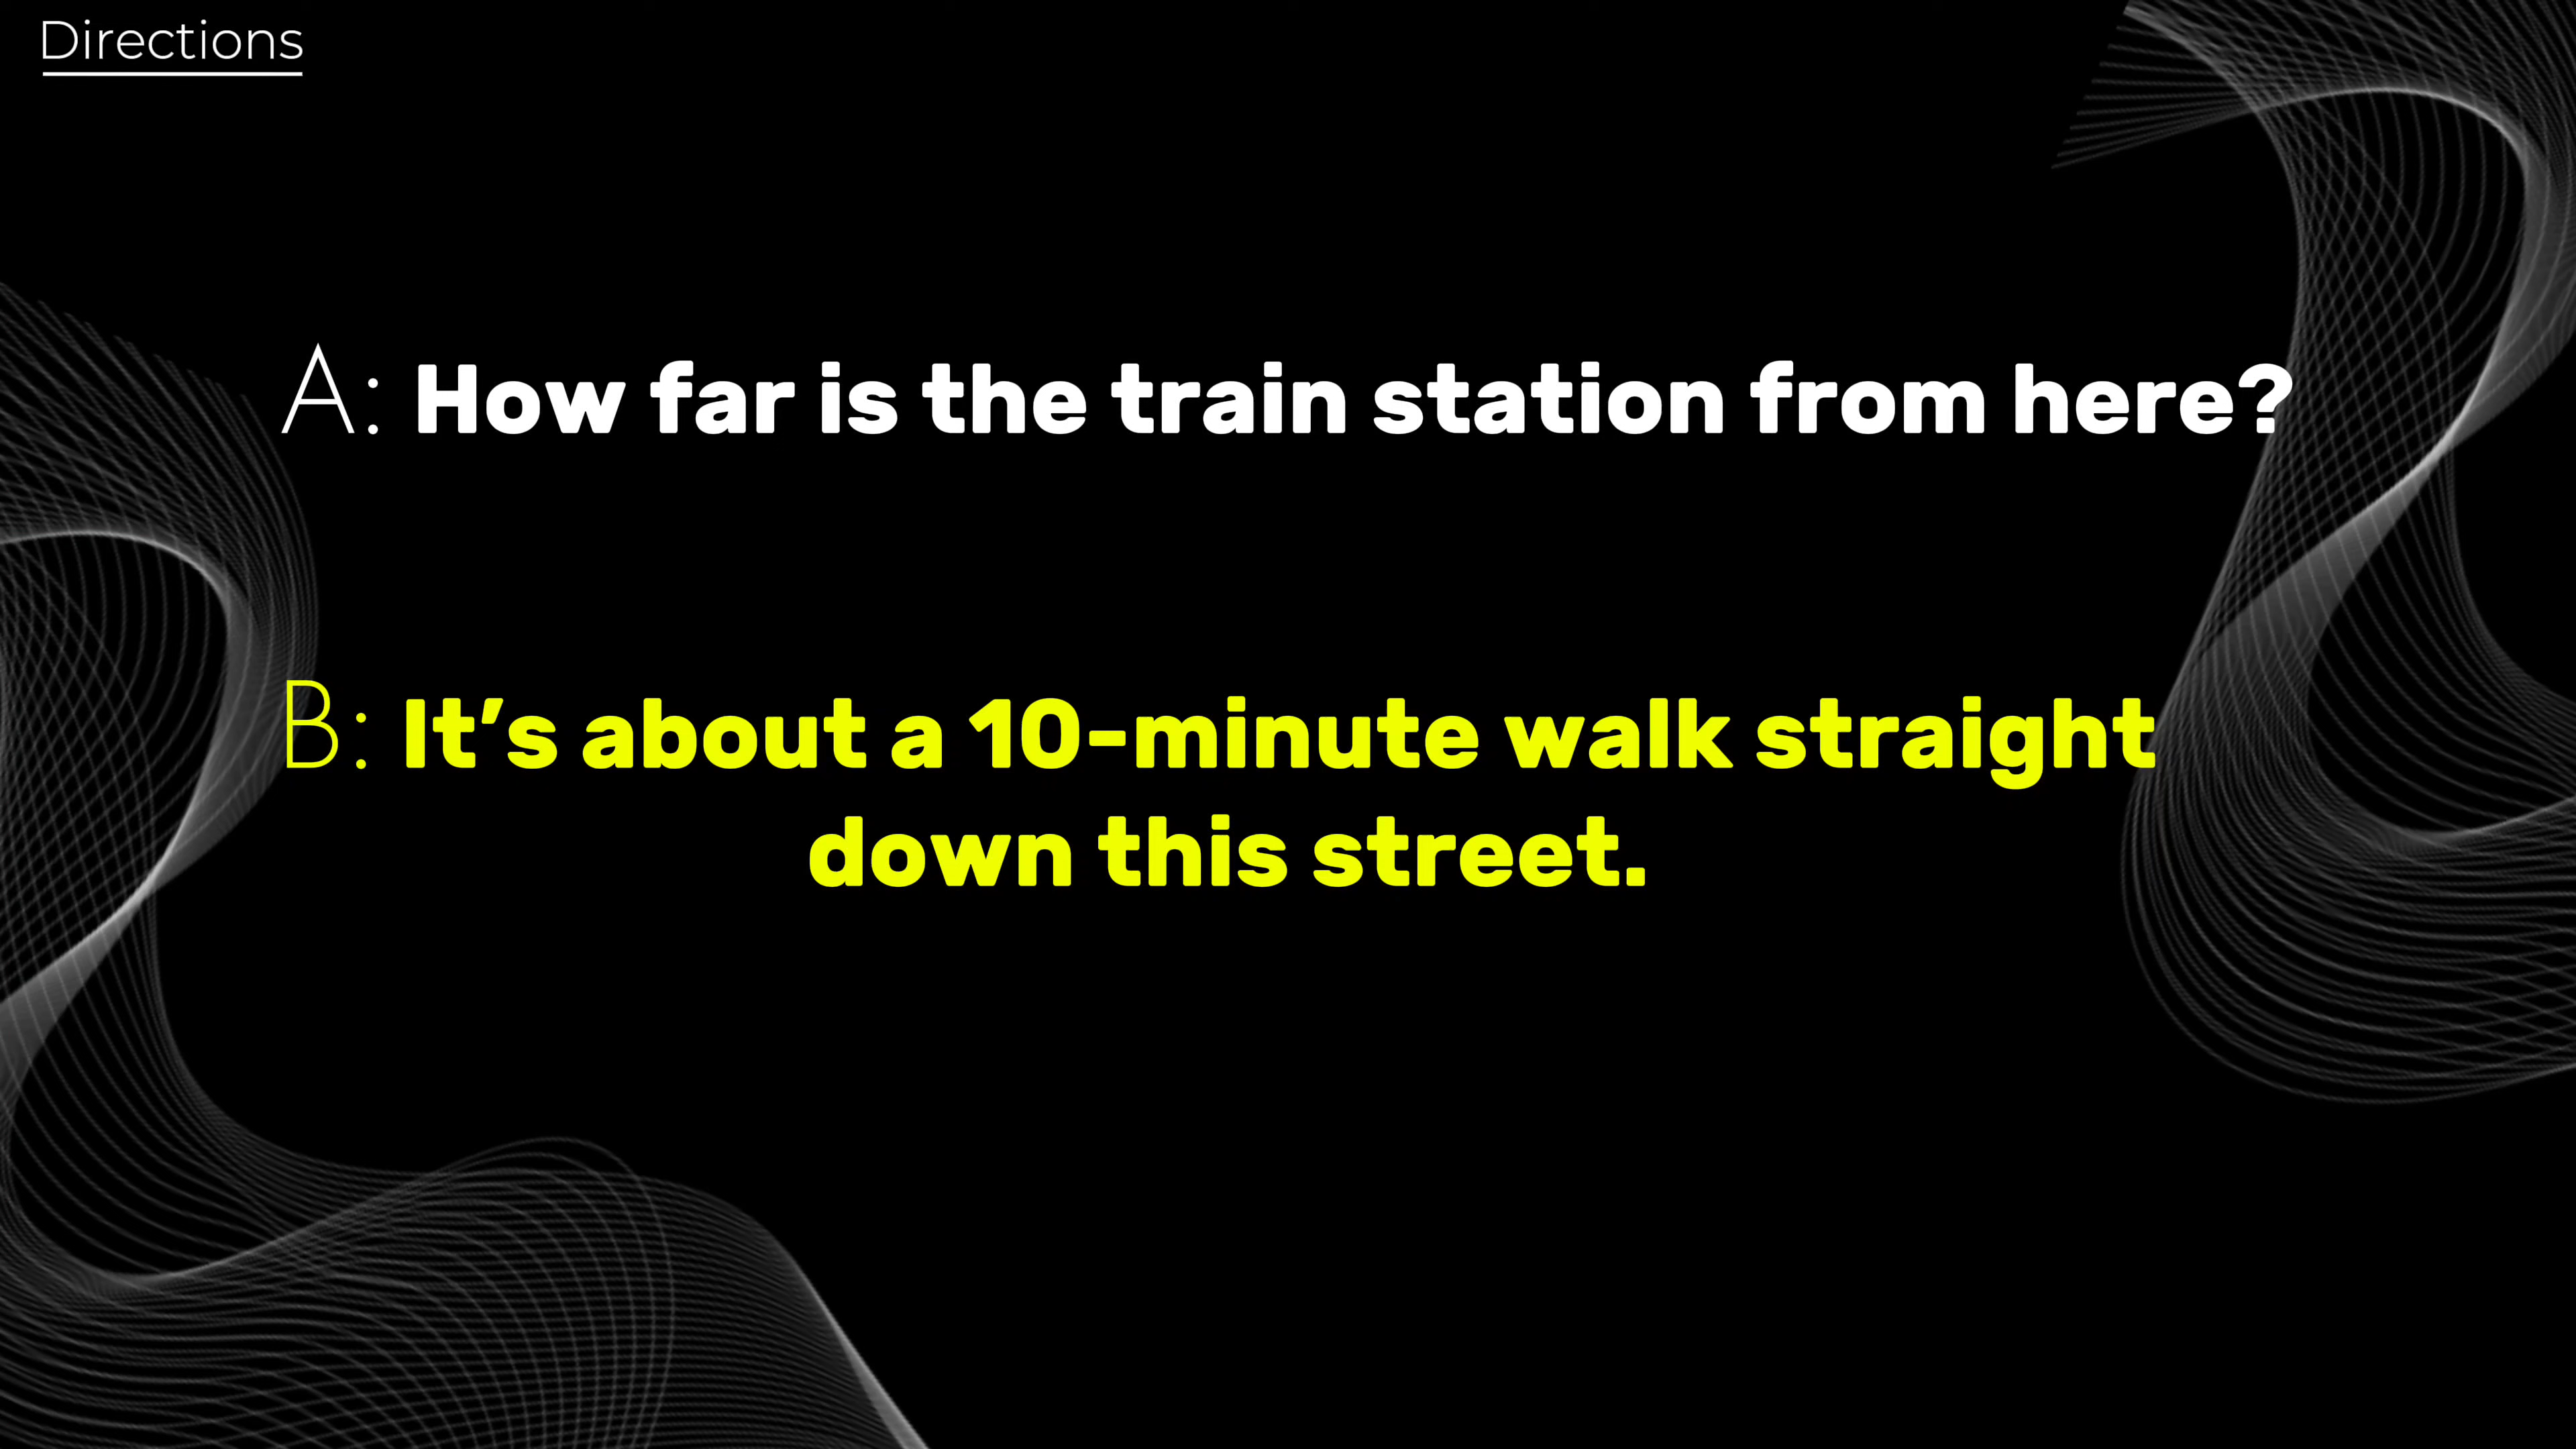 Directions
A: How far is the train station from here?
B: It’s about a 10-minute walk straight
down this street.